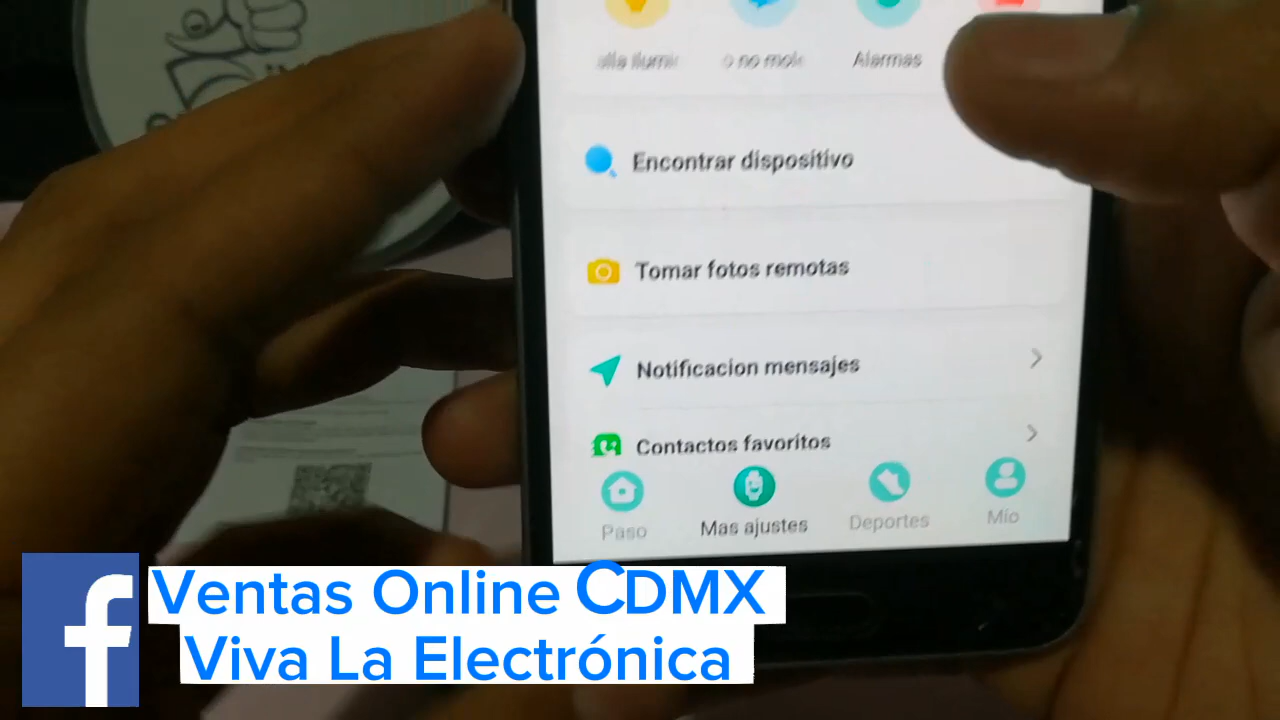 Alarmas
Encontrar dispositivo
Tomar fotos remotas
Notificacion mensajes
Contactos favoritos
Paso Mas ajustes Deportes Mío
Ventas Online CDMX
Viva La Electrónica